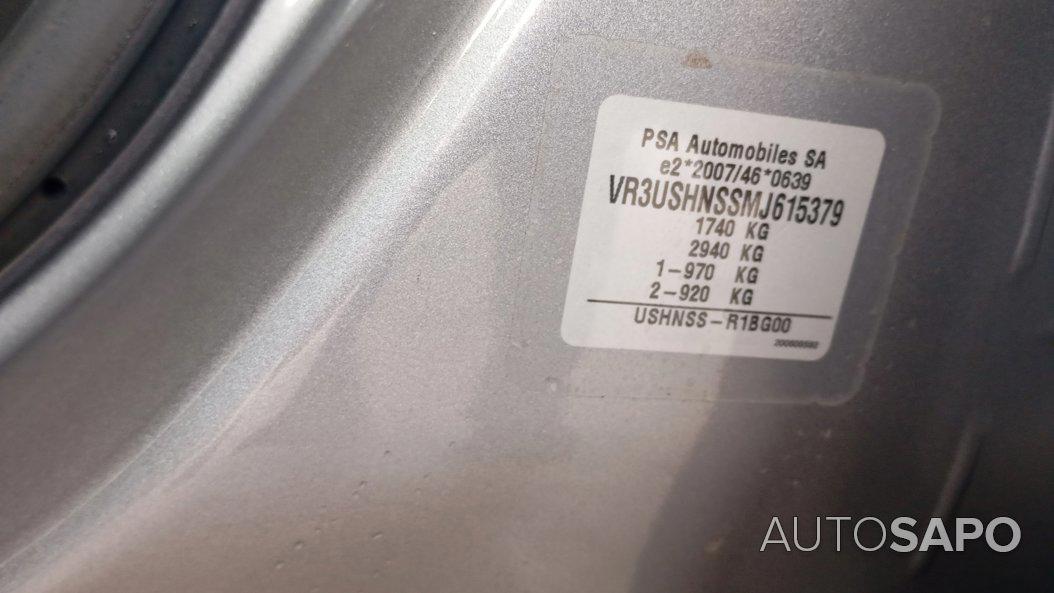 PSA Automobiles SA
e2*2007/46*0639
VR3USHNSSMJ615379
1740 KG
2940 KG
1-970 KG
2-920 KG
USHNSS-R1BG00
AUTOSAPO